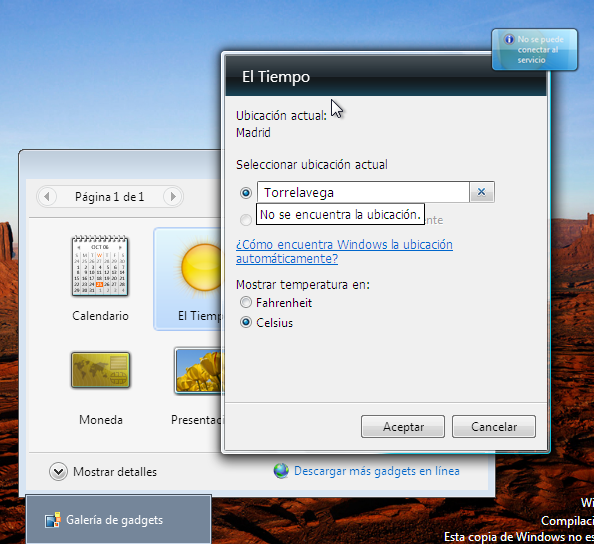 No se puede
conectar al
servicio
El Tiempo
Ubicación actual:
Madrid
Seleccionar ubicación actual
Torrelavega
No se encuentra la ubicación.
¿Cómo encuentra Windows la ubicación
automáticamente?
Mostrar temperatura en:
Fahrenheit
Celsius
Aceptar
Cancelar
Página 1 de 1
OCT 06
Calendario
El Tiemp
Moneda
Presentaci
Mostrar detalles
Descargar más gadgets en línea
Galería de gadgets
Wi
Compilaci
Esta copia de Windows no es